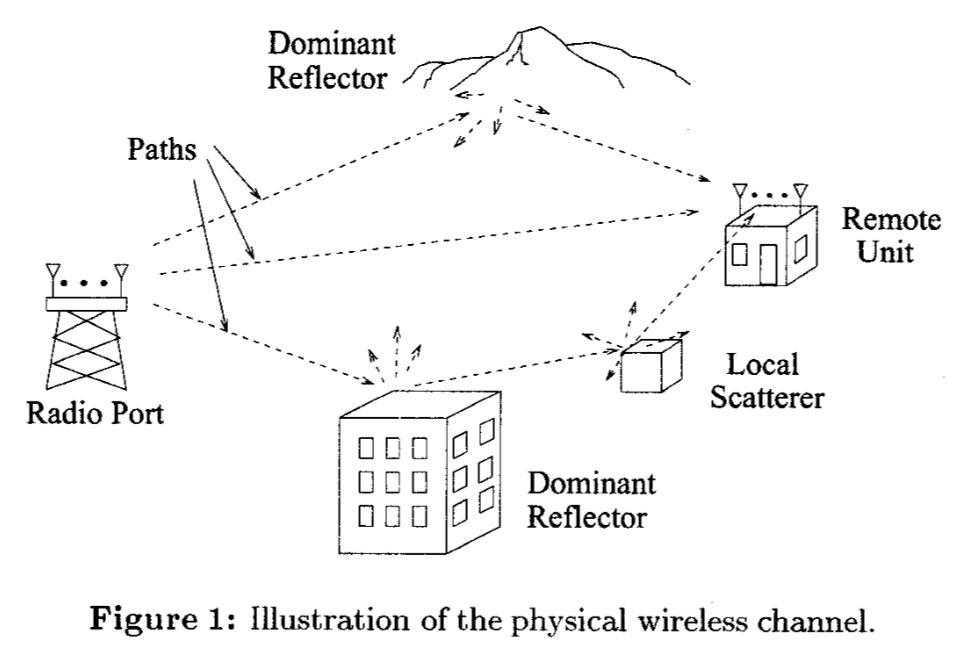 Dominant
Reflector
Paths
Remote
Unit
Radio Port
Local
Scatterer
Dominant
Reflector
Figure 1: Illustration of the physical wireless channel.